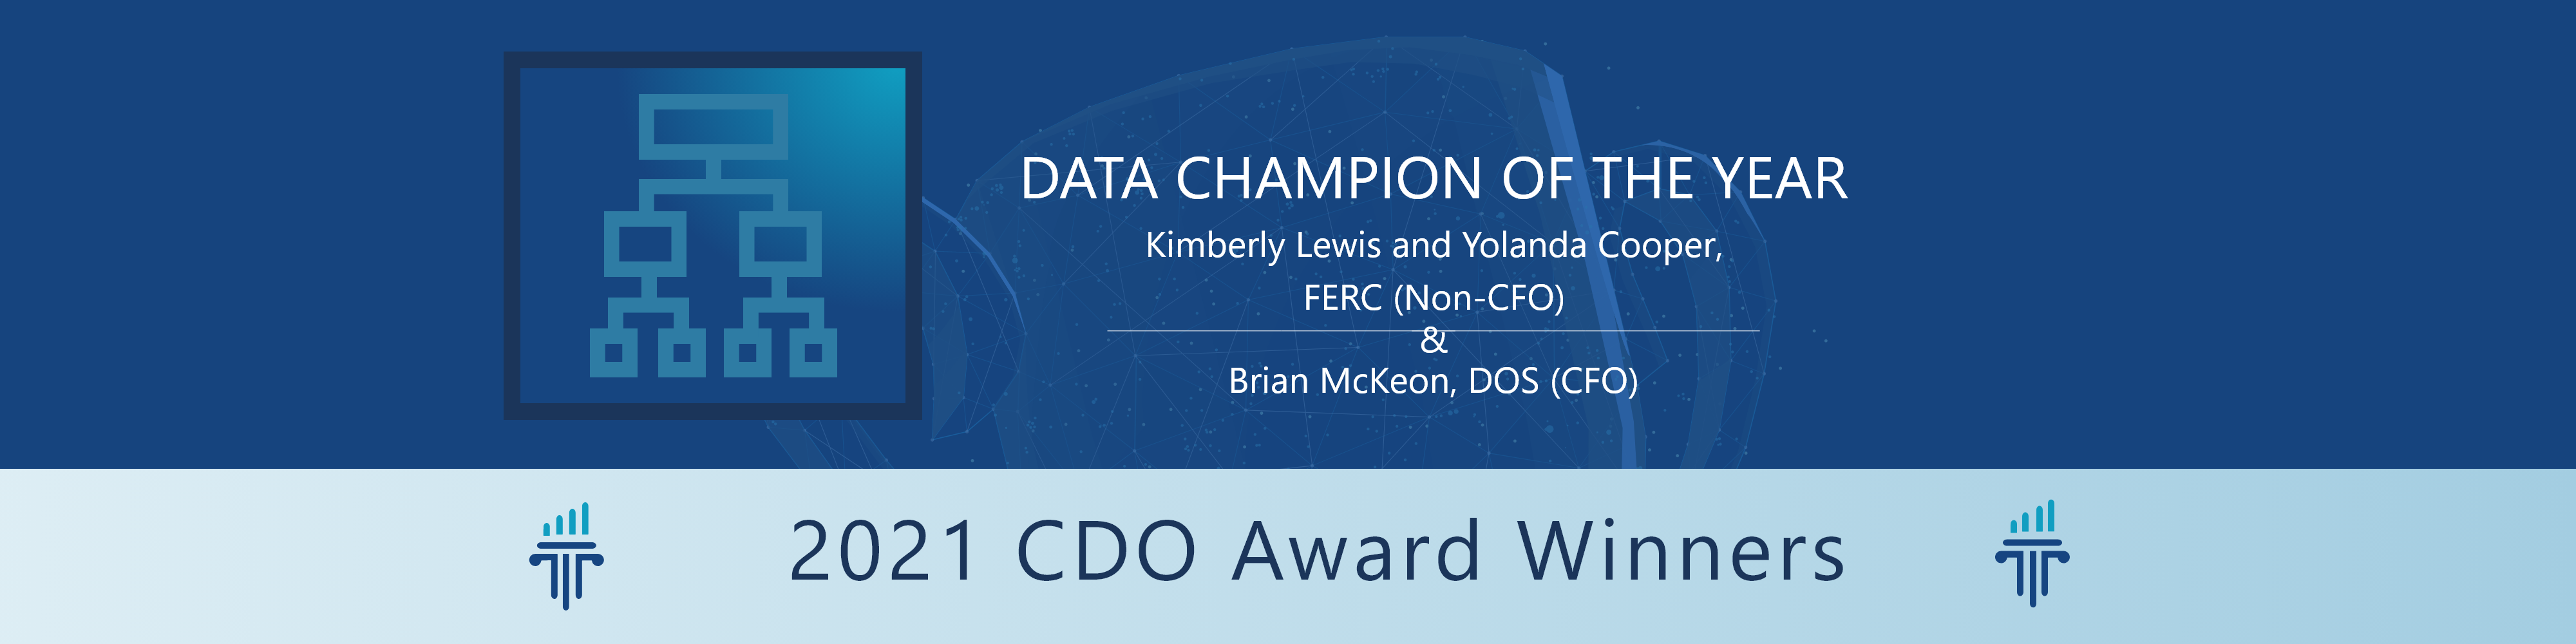 DATA CHAMPION OF THE YEAR
Kimberly Lewis and Yolanda Cooper,
FERC (Non-CFO)
&
Brian McKeon, DOS (CFO)
2021 CDO Award Winners